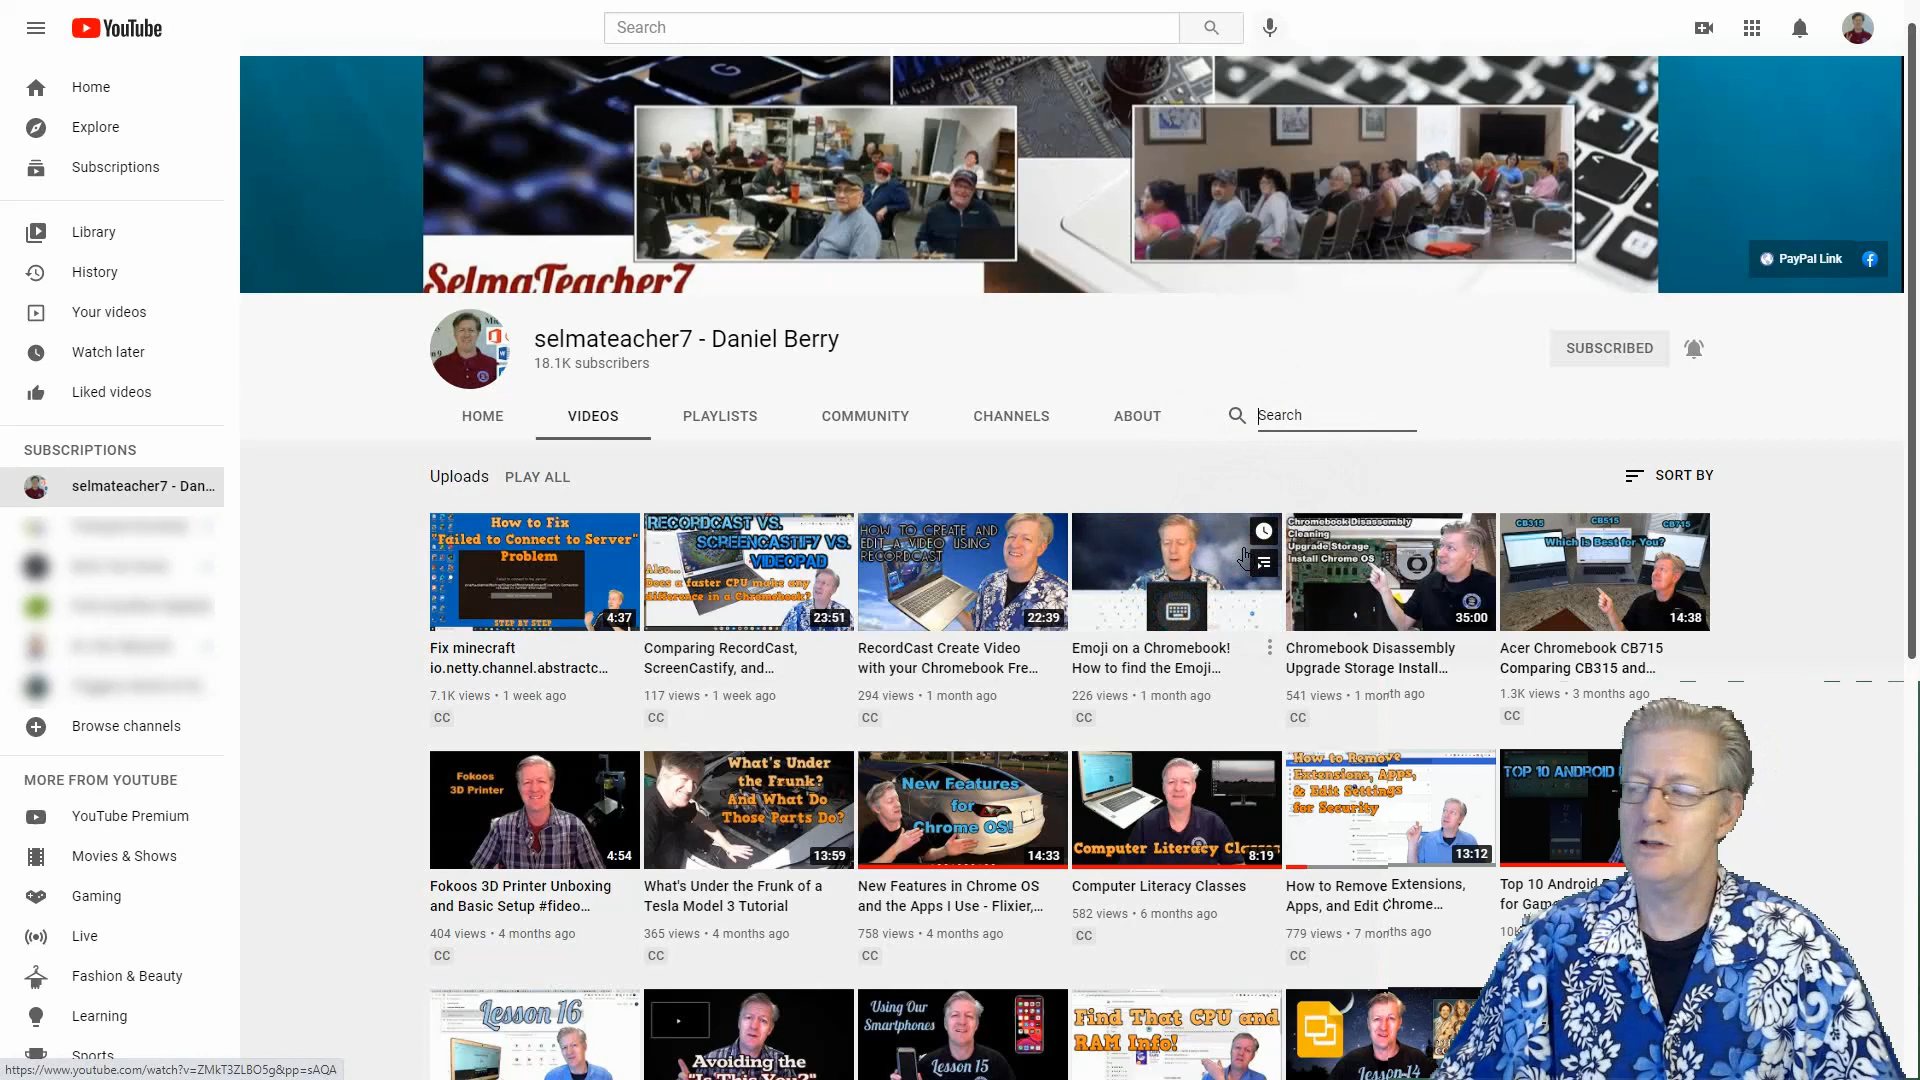 YouTube
Search
Home
Explore
Subscriptions
Library
History
Your videos
Watch later
Liked videos
SUBSCRIPTIONS
selmateacher7 - Dan...
Browse channels
MORE FROM YOUTUBE
YouTube Premium
Movies & Shows
Gaming
Live
Fashion & Beauty
Learning
Sports
https://www.youtube.com/watch?v=ZMkT3ZLBO5g&pp=sAQA
SelmaTeacher7
PayPal Link
selmateacher7 - Daniel Berry
18.1K subscribers
SUBSCRIBED
HOME
VIDEOS
PLAYLISTS
COMMUNITY
CHANNELS
ABOUT
Search
Uploads
PLAY ALL
SORT BY
How to Fix
"Failed to Connect to Server"
Problem
STEP BY STEP
4:37
Fix minecraft
io.netty.channel.abstractc...
7.1K views • 1 week ago
CC
RECORDCAST VS.
SCREENCASTIFY VS.
VIDEOPAD
Also...
Does a faster CPU make any
difference in a Chromebook?
23:51
Comparing RecordCast,
ScreenCastify, and...
117 views • 1 week ago
CC
HOW TO CREATE AND
EDIT A VIDEO USING
RECORDCAST
22:39
RecordCast Create Video
with your Chromebook Fre...
294 views • 1 month ago
CC
Emoji on a Chromebook!
How to find the Emoji...
226 views • 1 month ago
CC
Chromebook Disassembly
Cleaning
Upgrade Storage
Install Chrome OS
35:00
Chromebook Disassembly
Upgrade Storage Install...
541 views • 1 month ago
CC
CB315
CB515
CB715
Which is Best for You?
14:38
Acer Chromebook CB715
Comparing CB315 and...
1.3K views • 3 months ago
CC
Fokoos
3D Printer
4:54
Fokoos 3D Printer Unboxing
and Basic Setup #fideo...
404 views • 4 months ago
CC
What's Under
the Frunk?
And What Do
Those Parts Do?
13:59
What's Under the Frunk of a
Tesla Model 3 Tutorial
365 views • 4 months ago
CC
New Features
for
Chrome OS!
14:33
New Features in Chrome OS
and the Apps I Use - Flixier,...
758 views • 4 months ago
CC
Computer Literacy
8:19
Computer Literacy Classes
582 views • 6 months ago
CC
How to Remove
Extensions, Apps,
& Edit Settings
for Security
13:12
How to Remove Extensions,
Apps, and Edit Chrome...
779 views • 7 months ago
CC
TOP 10 ANDROID
Top 10 Android
for
Lesson 16
Avoiding the
"Is This You?"
Using Our
Smartphones
Lesson 15
Find That CPU and
RAM Info!
Lesson 14